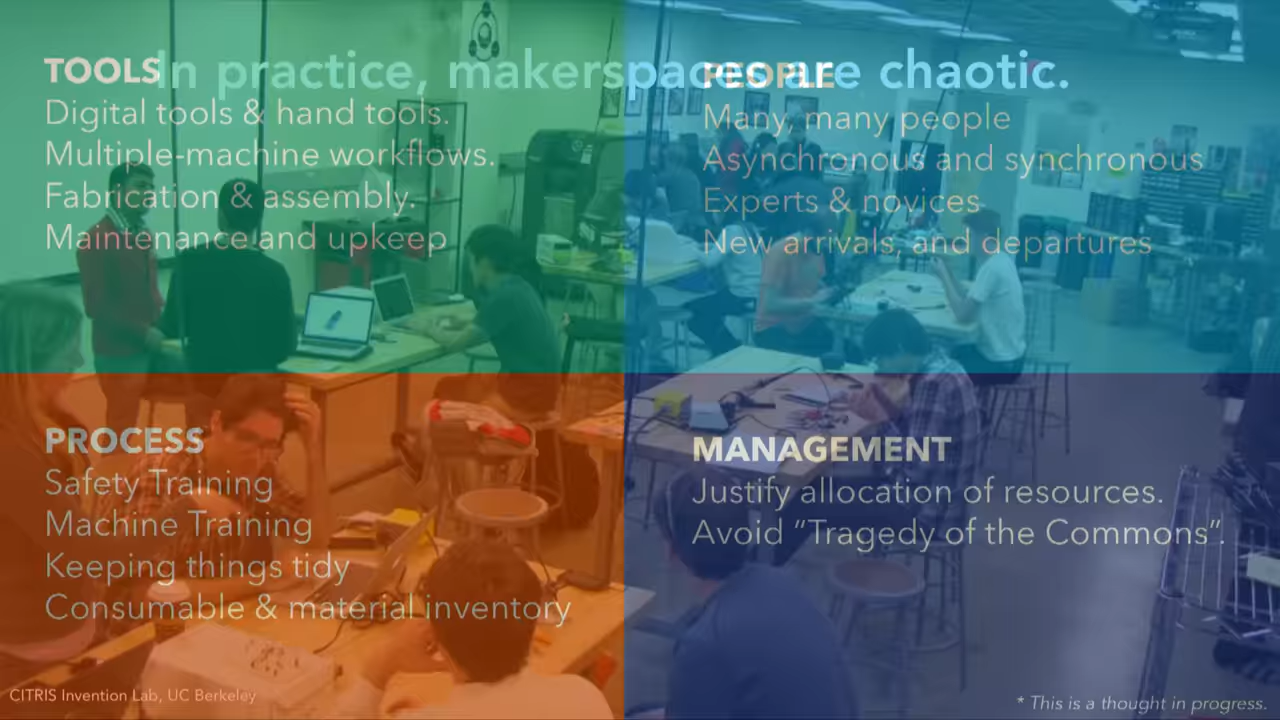 In practice, makerspaces are chaotic.
TOOLS
Digital tools & hand tools.
Multiple-machine workflows.
Fabrication & assembly.
Maintenance and upkeep
PEOPLE
Many, many people
Asynchronous and synchronous
Experts & novices
New arrivals, and departures
PROCESS
Safety Training
Machine Training
Keeping things tidy
Consumable & material inventory
MANAGEMENT
Justify allocation of resources.
Avoid “Tragedy of the Commons”.
CITRIS Invention Lab, UC Berkeley
* This is a thought in progress.